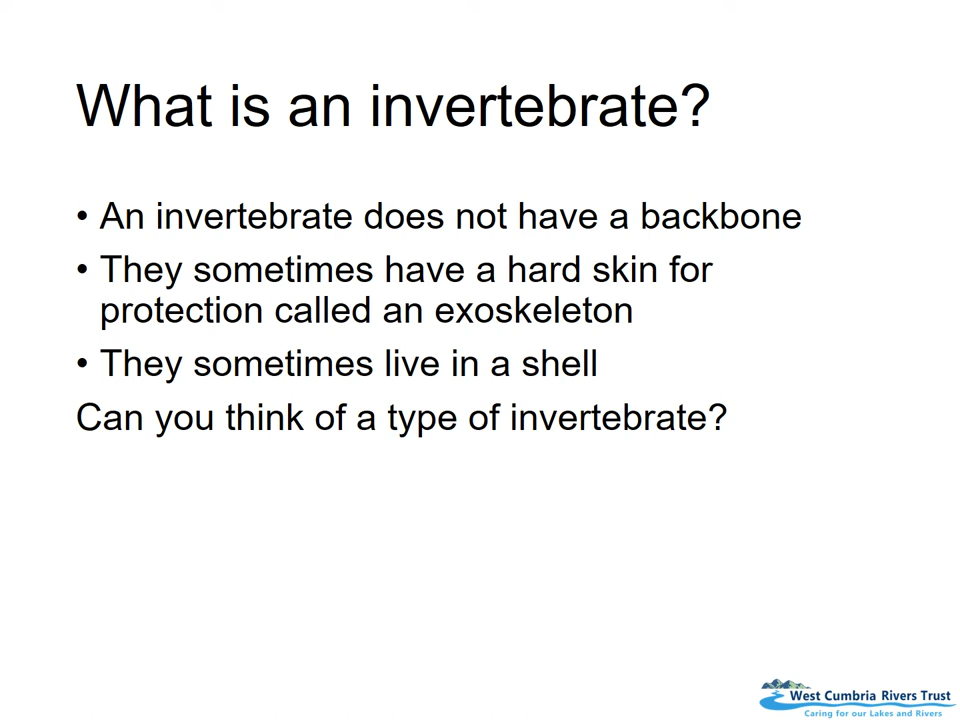 What is an invertebrate?
• An invertebrate does not have a backbone
• They sometimes have a hard skin for
protection called an exoskeleton
• They sometimes live in a shell
Can you think of a type of invertebrate?
West Cumbria Rivers Trust
Caring for our Lakes and Rivers